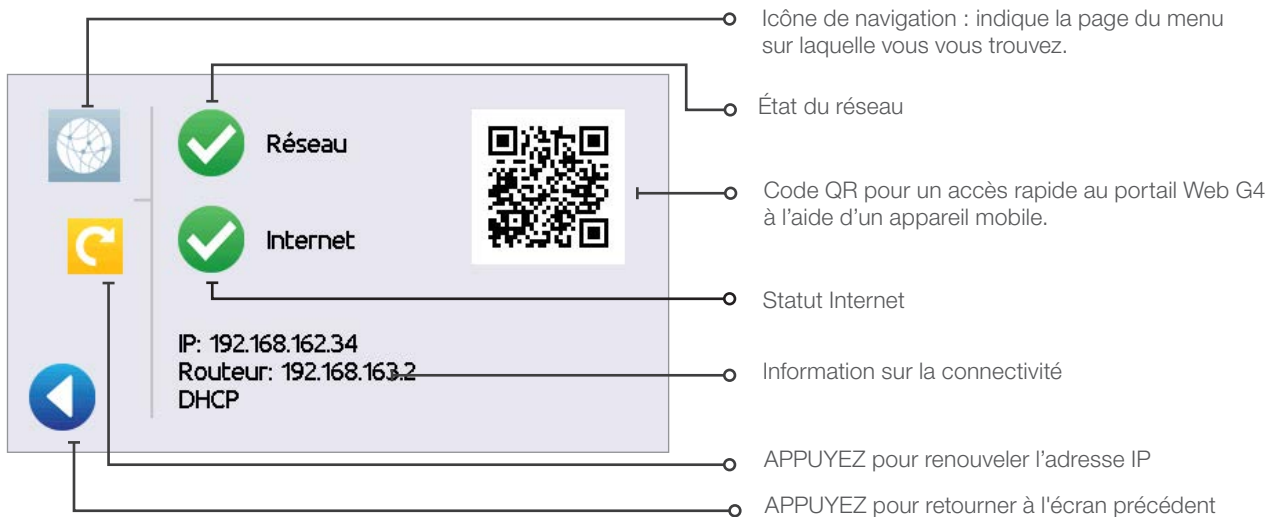 Icône de navigation : indique la page du menu
sur laquelle vous vous trouvez.
État du réseau
Réseau
Code QR pour un accès rapide au portail Web G4
à l’aide d’un appareil mobile.
Internet
Statut Internet
IP: 192.168.162.34
Routeur: 192.168.163.2
DHCP
Information sur la connectivité
APPUYEZ pour renouveler l’adresse IP
APPUYEZ pour retourner à l'écran précédent